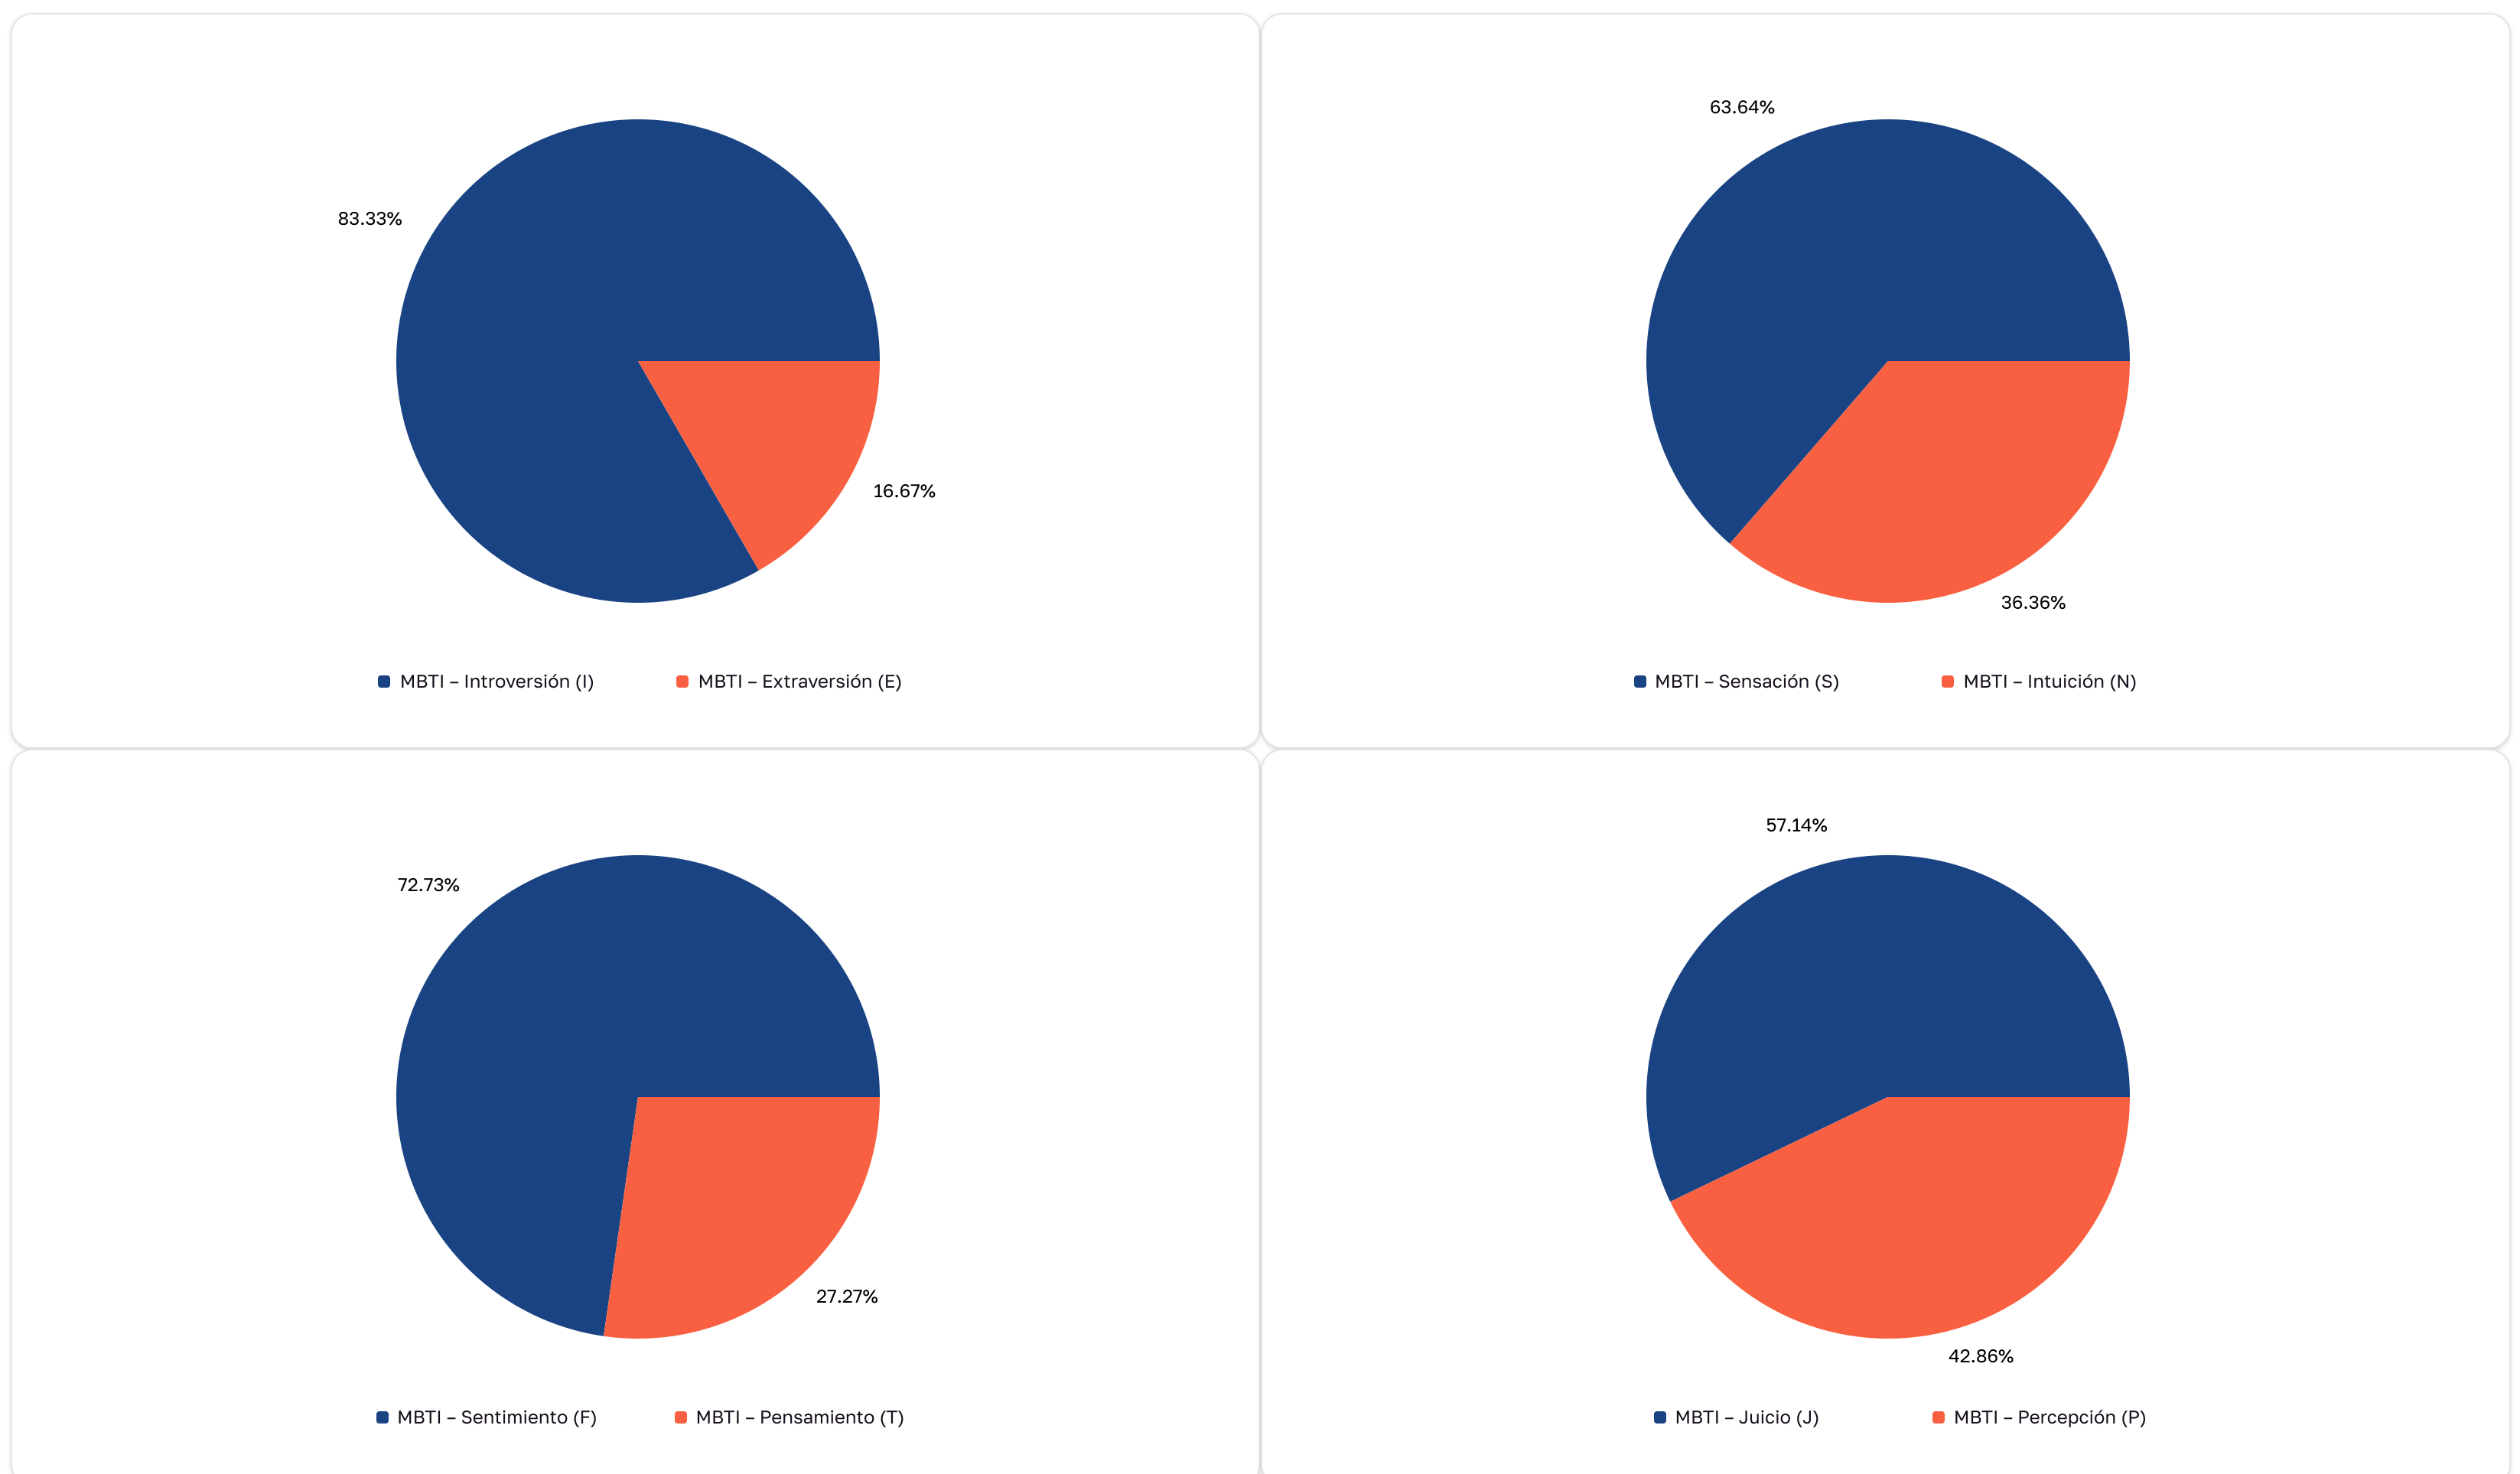 83.33%
16.67%
MBTI – Introversión (I)
MBTI – Extraversión (E)
63.64%
36.36%
MBTI – Sensación (S)
MBTI – Intuición (N)
72.73%
27.27%
MBTI – Sentimiento (F)
MBTI – Pensamiento (T)
57.14%
42.86%
MBTI – Juicio (J)
MBTI – Percepción (P)